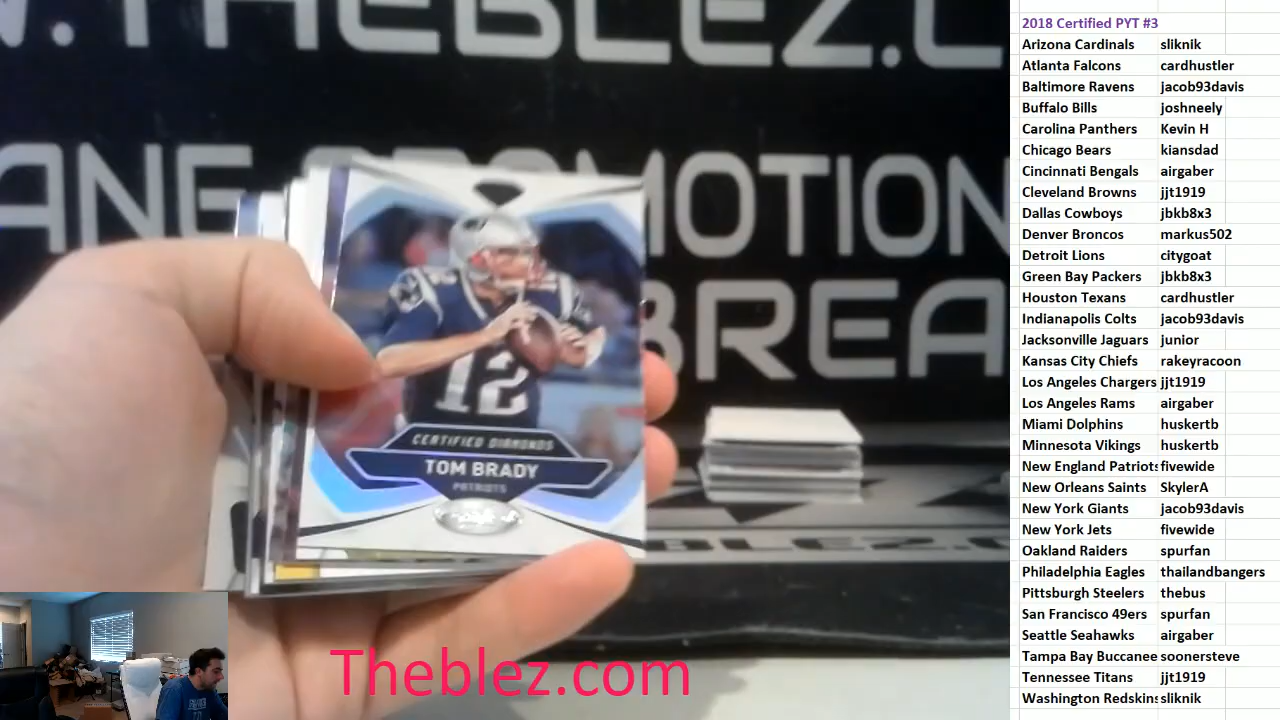 W.THEBLEZ.C
ANE PROMOTION
BREA
12
CERTIFIED DIAMONDS
TOM BRADY
PATRIOTS
Theblez.com
2018 Certified PYT #3
Arizona Cardinals sliknik
Atlanta Falcons cardhustler
Baltimore Ravens jacob93davis
Buffalo Bills joshneely
Carolina Panthers Kevin H
Chicago Bears kiansdad
Cincinnati Bengals airgaber
Cleveland Browns jjt1919
Dallas Cowboys jbkb8x3
Denver Broncos markus502
Detroit Lions citygoat
Green Bay Packers jbkb8x3
Houston Texans cardhustler
Indianapolis Colts jacob93davis
Jacksonville Jaguars junior
Kansas City Chiefs rakeyracoon
Los Angeles Chargers jjt1919
Los Angeles Rams airgaber
Miami Dolphins huskertb
Minnesota Vikings huskertb
New England Patriots fivewide
New Orleans Saints SkylerA
New York Giants jacob93davis
New York Jets fivewide
Oakland Raiders spurfan
Philadelphia Eagles thailandbangers
Pittsburgh Steelers thebus
San Francisco 49ers spurfan
Seattle Seahawks airgaber
Tampa Bay Buccanee soonersteve
Tennessee Titans jjt1919
Washington Redskins sliknik